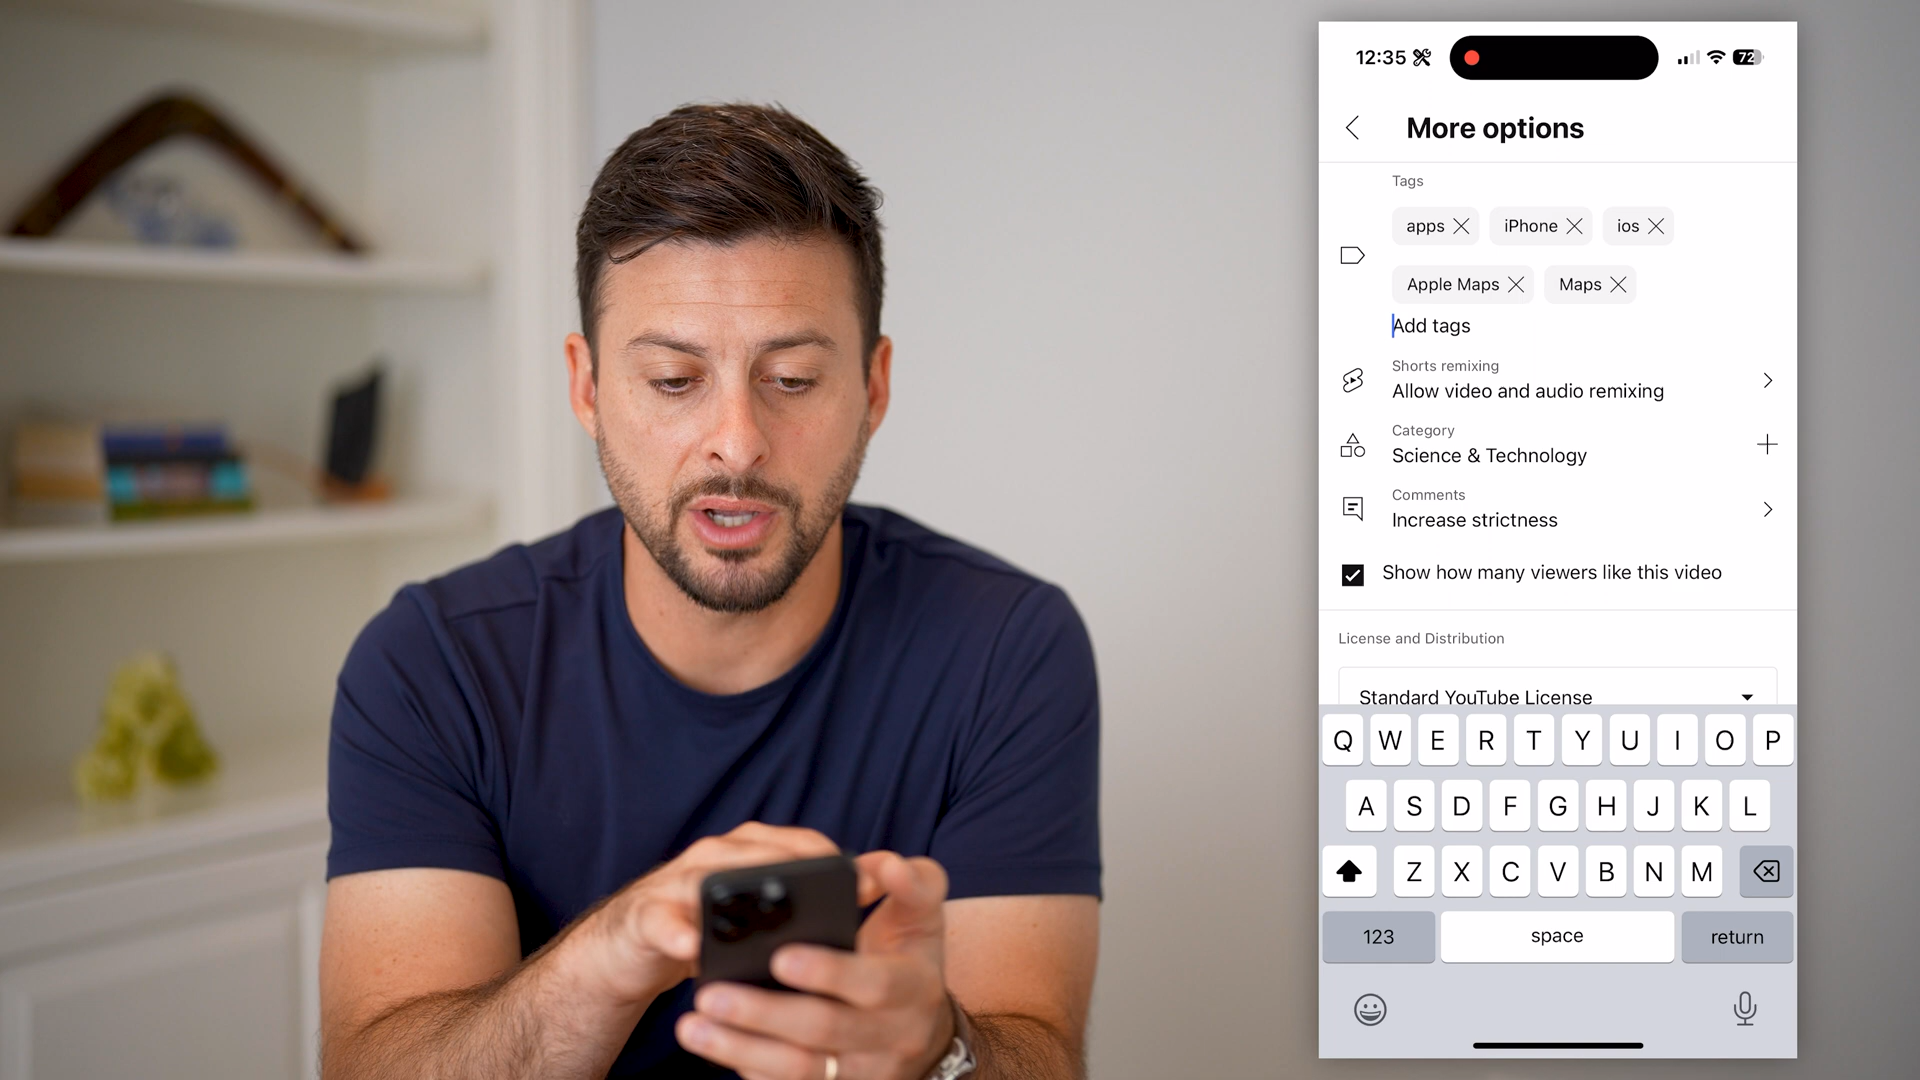 12:35
72
More options
Tags
apps iPhone ios
Apple Maps Maps
Add tags
Shorts remixing
Allow video and audio remixing
Category
Science & Technology
Comments
Increase strictness
Show how many viewers like this video
License and Distribution
Standard YouTube License
Q W E R T Y U I O P
A S D F G H J K L
Z X C V B N M
123 space return